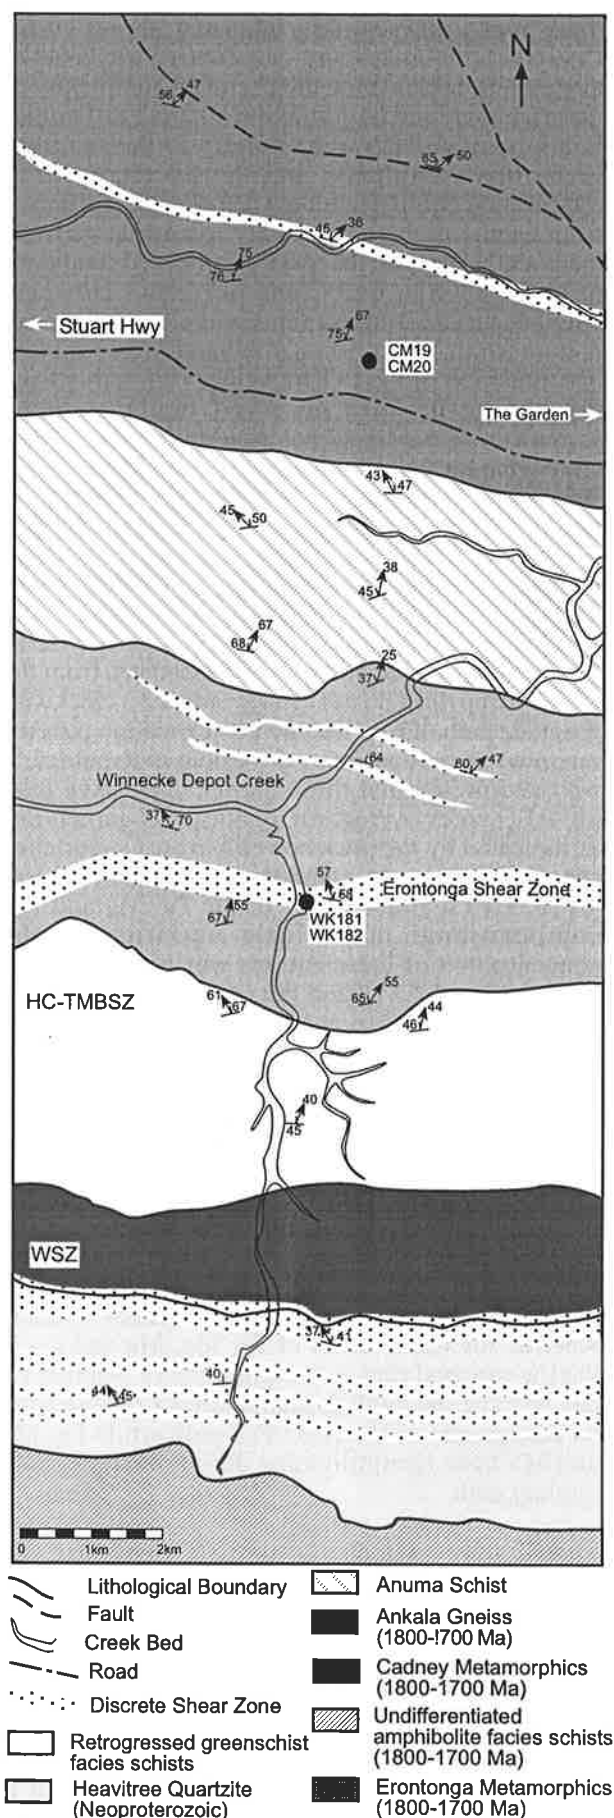 N
56 47
65 50
45 38
75
76
Stuart Hwy
67
75
CM19
CM20
The Garden
43 47
45 50
38
45
67
68
25
37
64
60 47
Winnecke Depot Creek
37 70
57
68
Erontonga Shear Zone
55
67
WK181
WK182
HC-TMBSZ
61 67
55
65
44
46
40
45
WSZ
37 41
40
44 45
0 1km 2km
Lithological Boundary
Fault
Creek Bed
Road
Discrete Shear Zone
Retrogressed greenschist
facies schists
Heavitree Quartzite
(Neoproterozoic)
Anuma Schist
Ankala Gneiss
(1800-!700 Ma)
Cadney Metamorphics
(1800-1700 Ma)
Undifferentiated
amphibolite facies schists
(1800-1700 Ma)
Erontonga Metamorphics
(1800-1700 Ma)